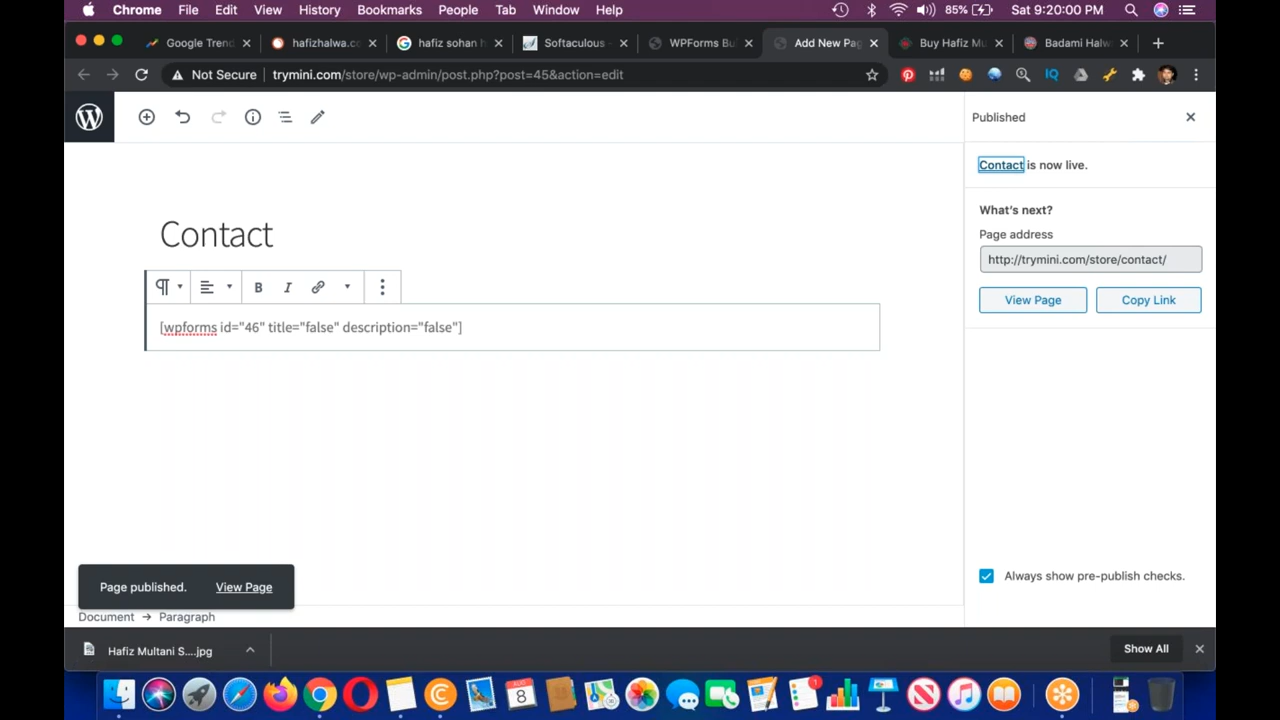 Chrome File Edit View History Bookmarks People Tab Window Help 85% Sat 9:20:00 PM
Google Trend hafizhalwa.co hafiz sohan h Softaculous - WPForms Bu Add New Pag Buy Hafiz Mu Badami Halw
Not Secure trymini.com/store/wp-admin/post.php?post=45&action=edit
Published
Contact is now live.
What's next?
Page address
http://trymini.com/store/contact/
View Page Copy Link
Contact
B I
[wpforms id="46" title="false" description="false"]
Always show pre-publish checks.
Page published. View Page
Document → Paragraph
Hafiz Multani S....jpg
Show All
8
1